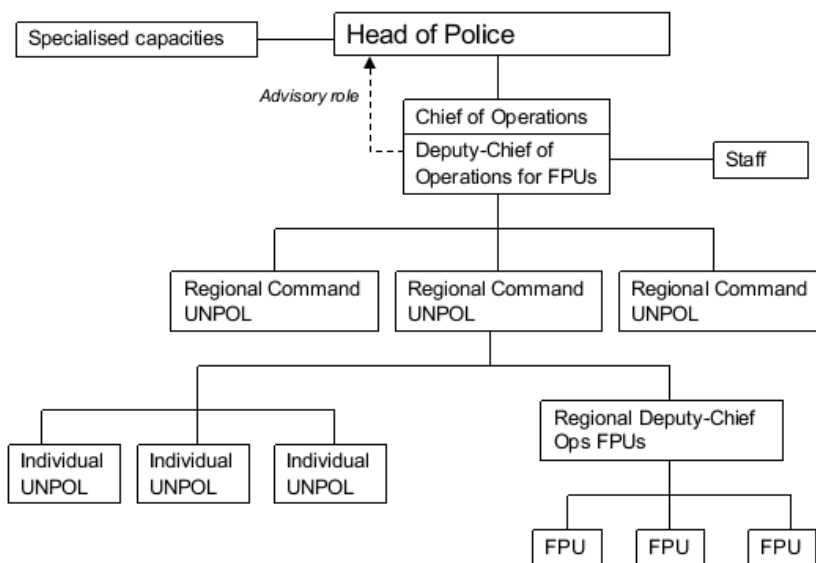 Specialised capacities
Head of Police
Advisory role
Chief of Operations
Deputy-Chief of
Operations for FPUs
Staff
Regional Command
UNPOL
Regional Command
UNPOL
Regional Command
UNPOL
Regional Deputy-Chief
Ops FPUs
Individual
UNPOL
Individual
UNPOL
Individual
UNPOL
FPU
FPU
FPU